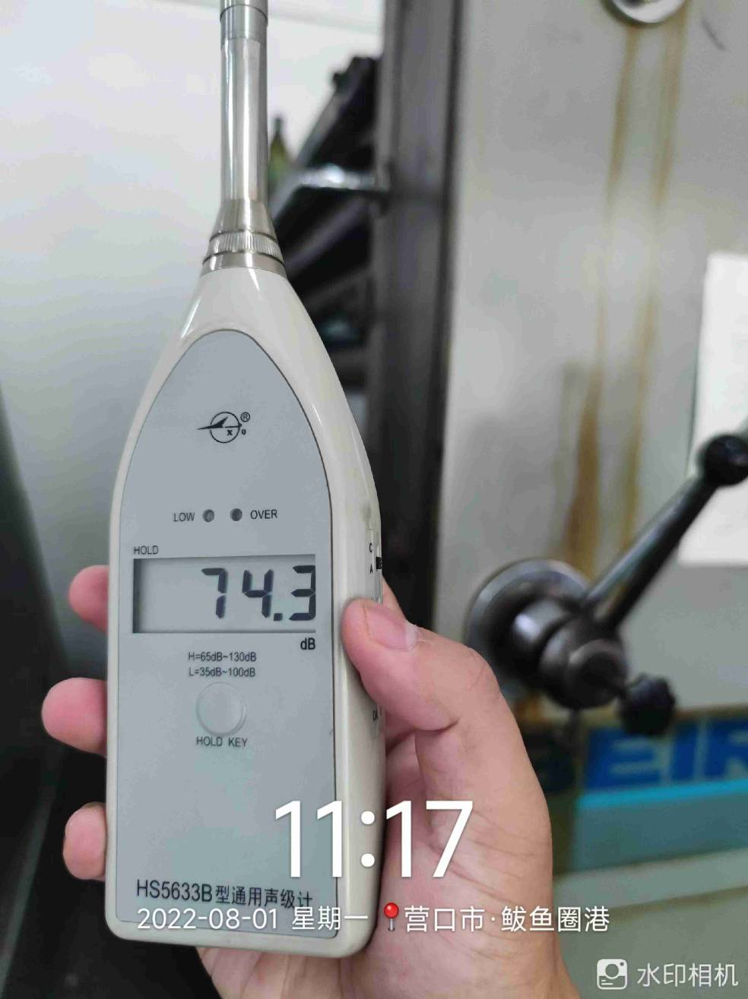 ®
XQ
LOW
OVER
HOLD
74.3
dB
H=65dB~130dB
L=35dB~100dB
HOLD KEY
C
A
11:17
HS5633B型通用声级计
2022-08-01 星期一 营口市·鲅鱼圈港
水印相机